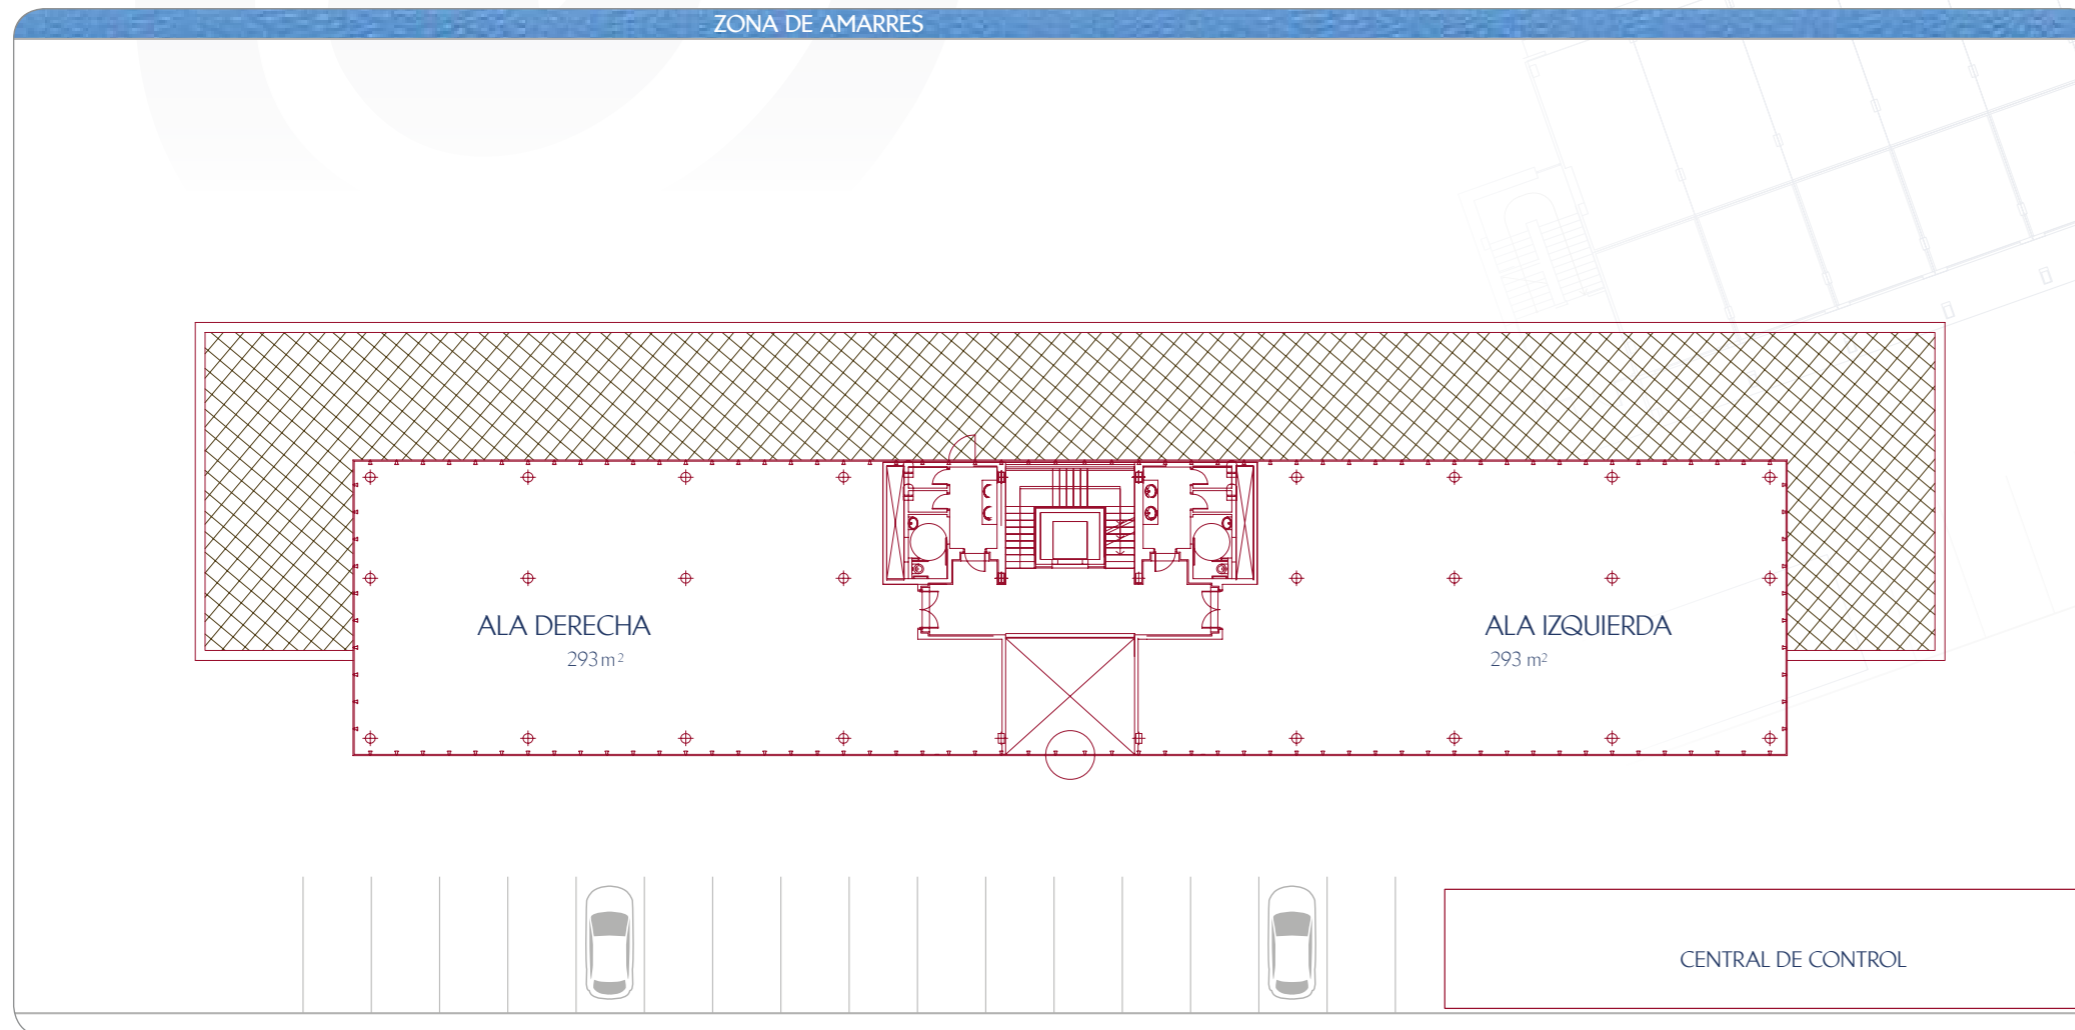 ZONA DE AMARRES
ALA DERECHA
293 m²
ALA IZQUIERDA
293 m²
CENTRAL DE CONTROL